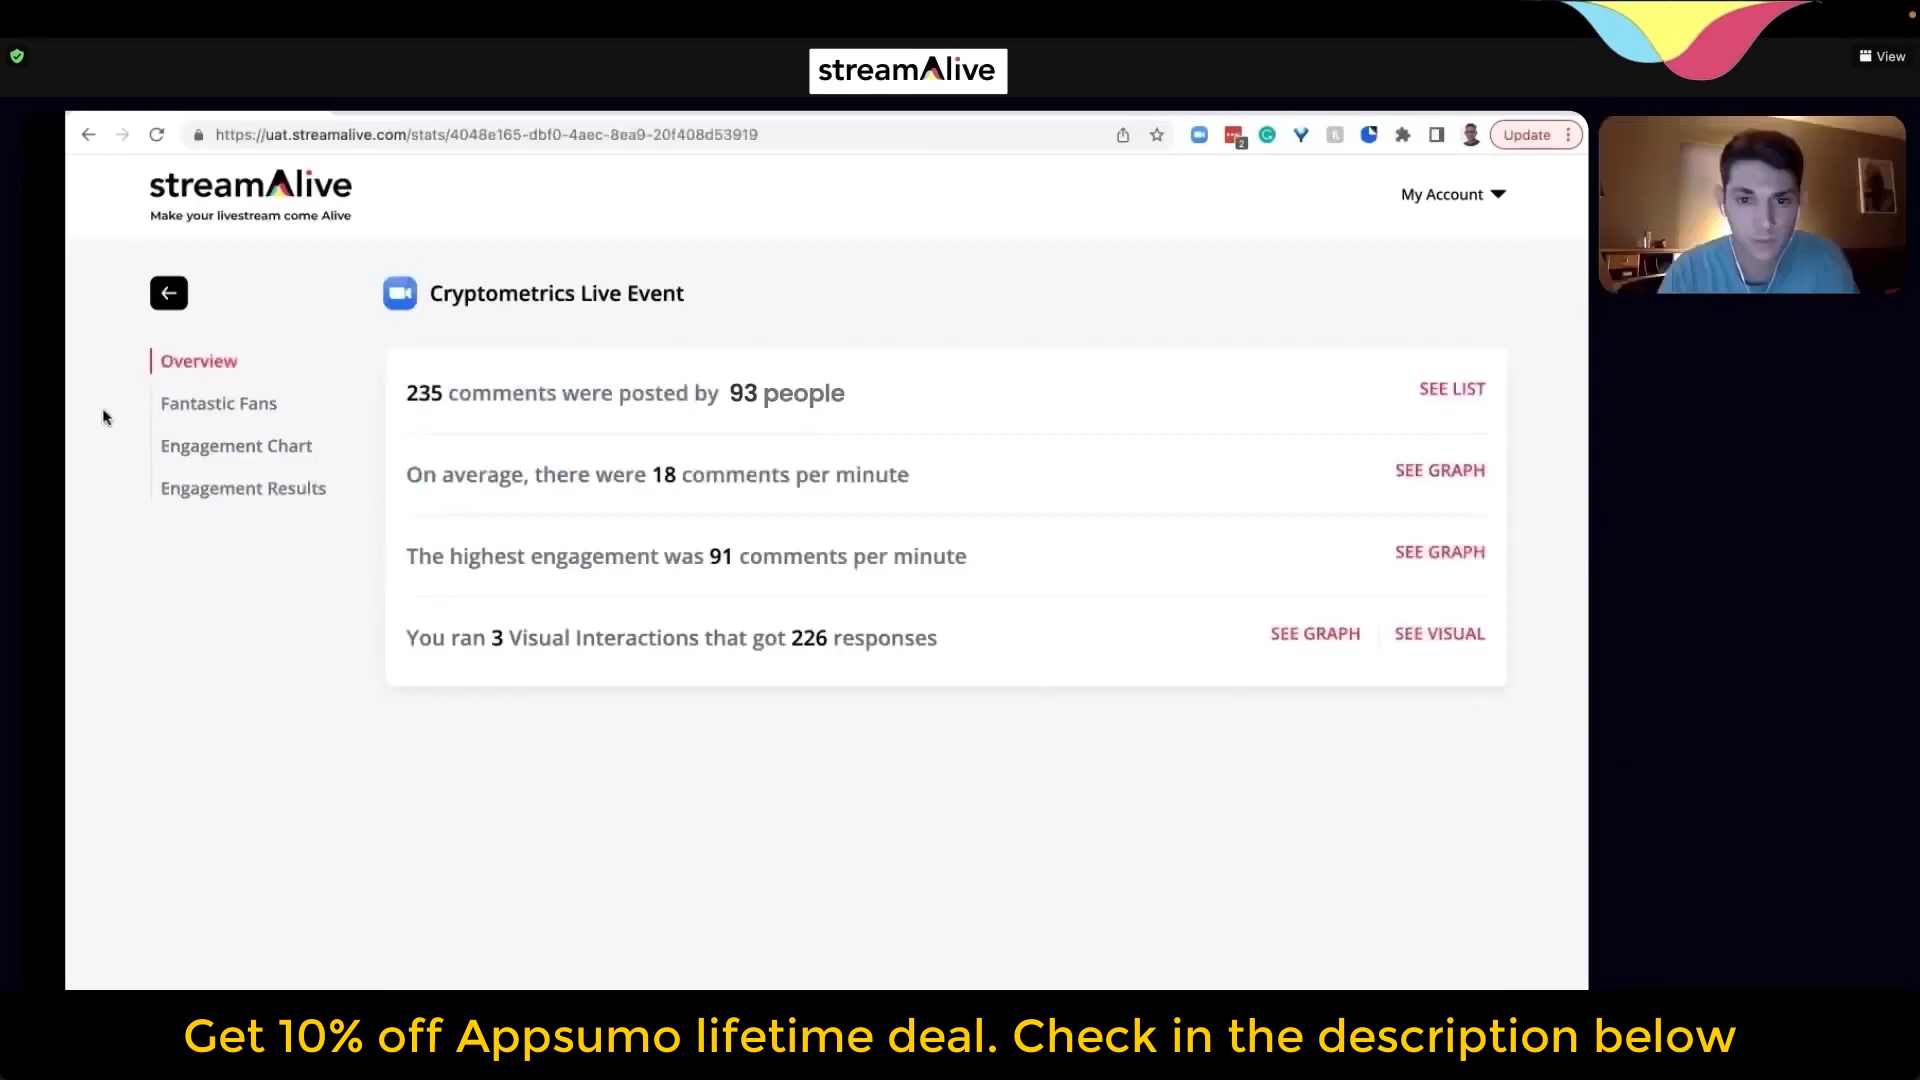 streamAlive
View
https://uat.streamalive.com/stats/4048e165-dbf0-4aec-8ea9-20f408d53919
2
Update
streamAlive
Make your livestream come Alive
My Account
Cryptometrics Live Event
Overview
Fantastic Fans
Engagement Chart
Engagement Results
235 comments were posted by 93 people
SEE LIST
On average, there were 18 comments per minute
SEE GRAPH
The highest engagement was 91 comments per minute
SEE GRAPH
You ran 3 Visual Interactions that got 226 responses
SEE GRAPH
SEE VISUAL
Get 10% off Appsumo lifetime deal. Check in the description below